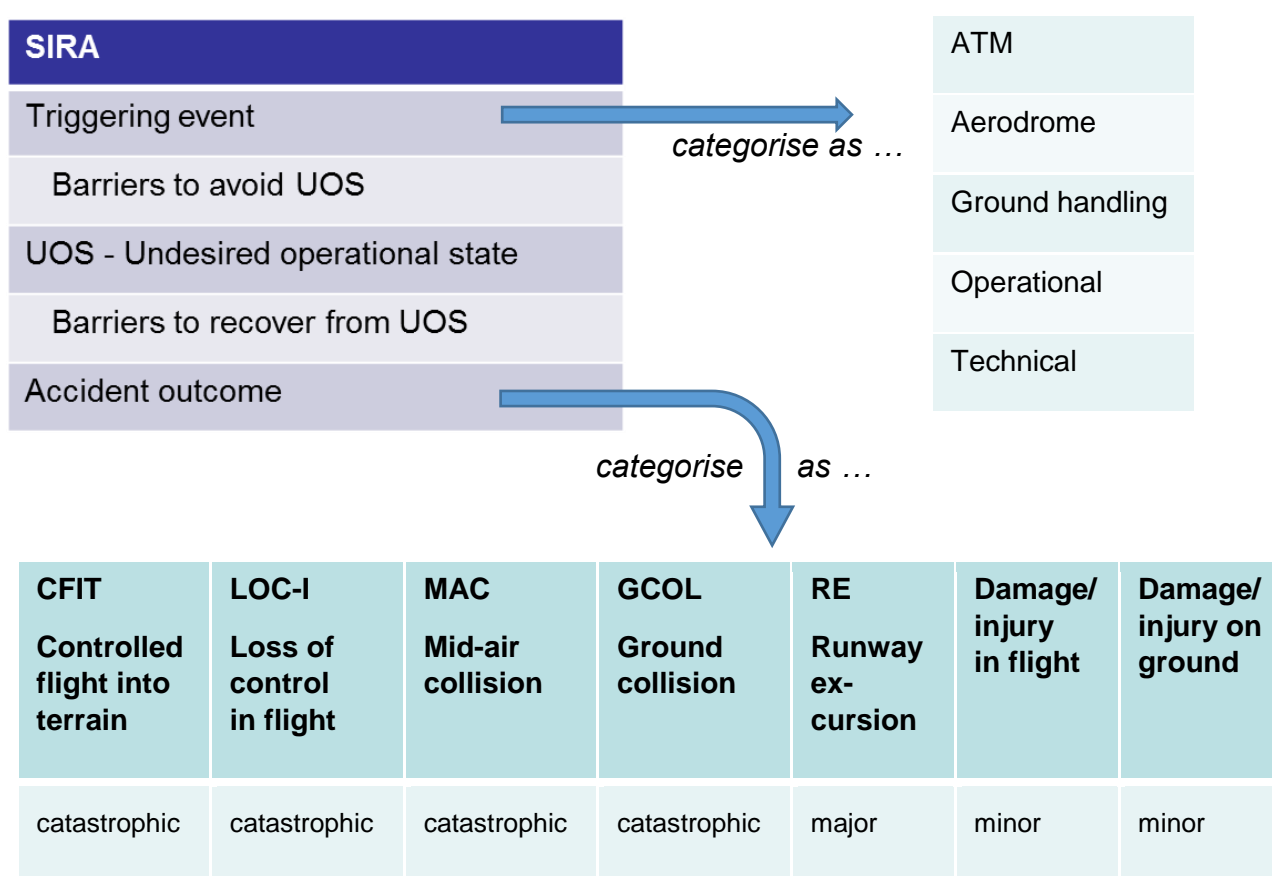 SIRA
Triggering event
Barriers to avoid UOS
UOS - Undesired operational state
Barriers to recover from UOS
Accident outcome
categorise as …
ATM
Aerodrome
Ground handling
Operational
Technical
categorise as …
CFIT
Controlled
flight into
terrain
LOC-I
Loss of
control
in flight
MAC
Mid-air
collision
GCOL
Ground
collision
RE
Runway
ex-
cursion
Damage/
injury
in flight
Damage/
injury on
ground
catastrophic
catastrophic
catastrophic
catastrophic
major
minor
minor